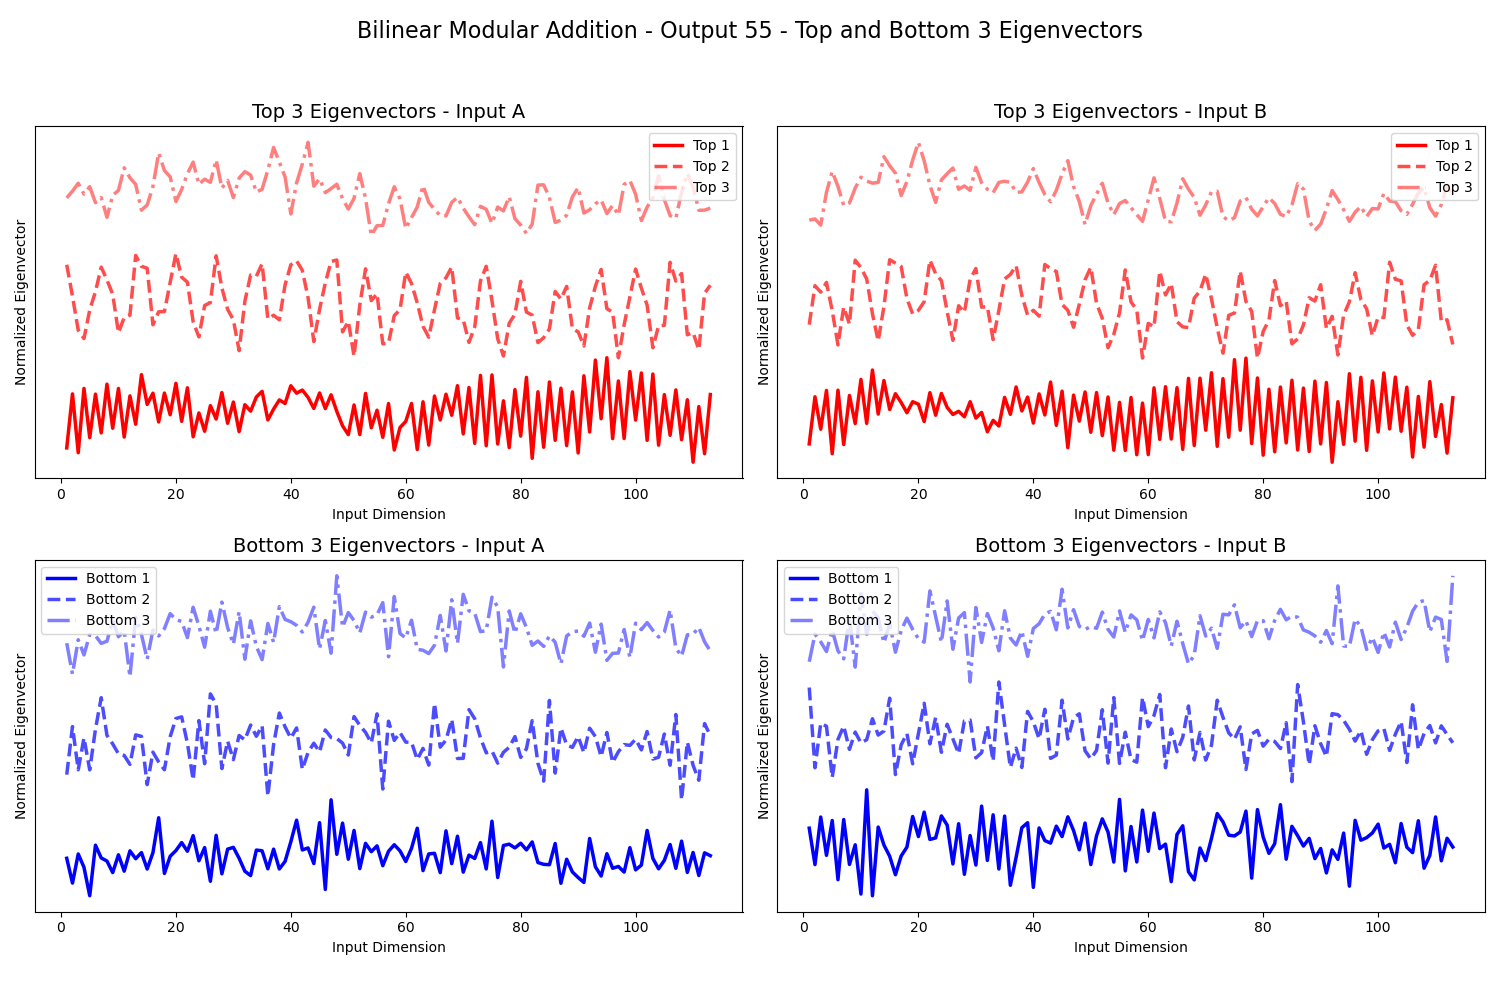 Bilinear Modular Addition - Output 55 - Top and Bottom 3 Eigenvectors
Top 3 Eigenvectors - Input A
Normalized Eigenvector
Top 1
Top 2
Top 3
0 20 40 60 80 100
Input Dimension
Top 3 Eigenvectors - Input B
Normalized Eigenvector
Top 1
Top 2
Top 3
0 20 40 60 80 100
Input Dimension
Bottom 3 Eigenvectors - Input A
Normalized Eigenvector
Bottom 1
Bottom 2
Bottom 3
0 20 40 60 80 100
Input Dimension
Bottom 3 Eigenvectors - Input B
Normalized Eigenvector
Bottom 1
Bottom 2
Bottom 3
0 20 40 60 80 100
Input Dimension